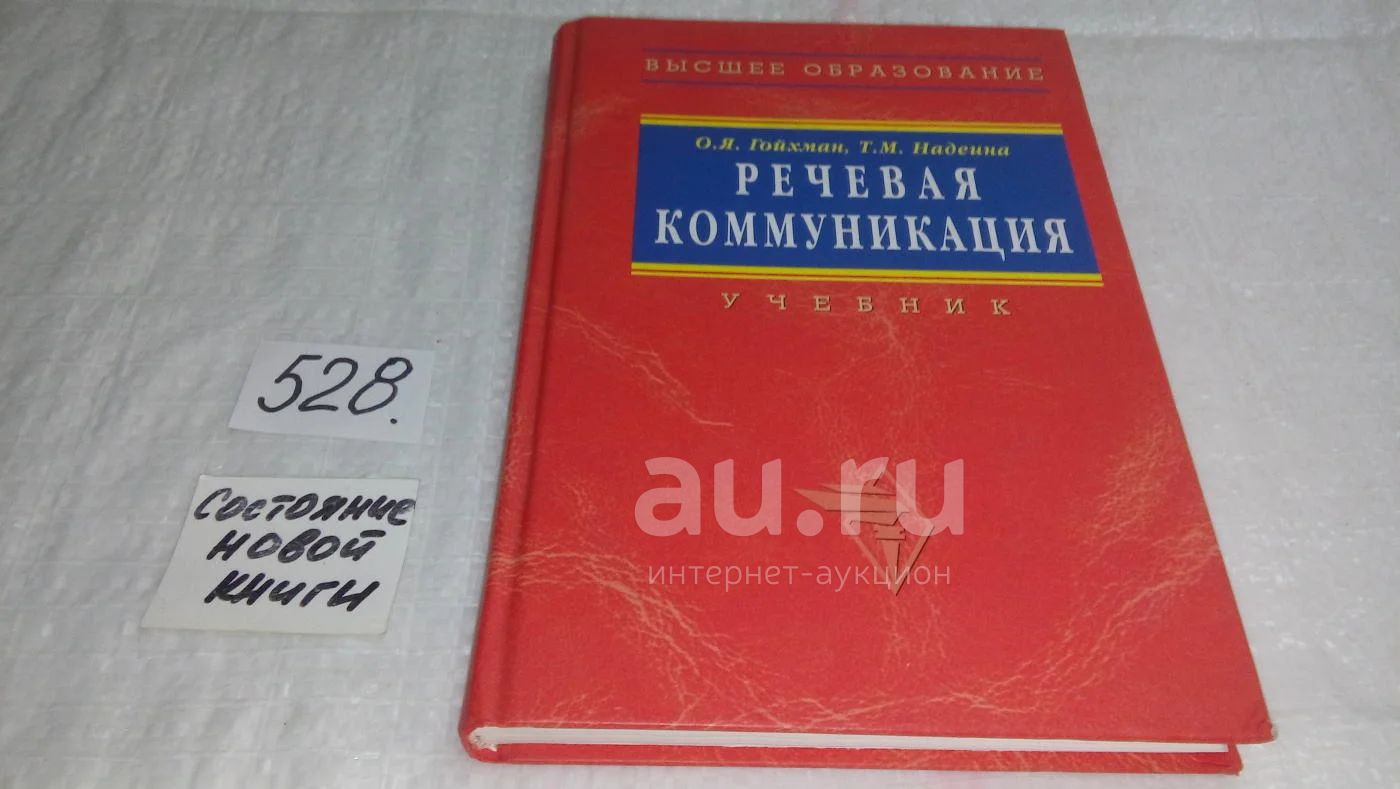 ВЫСШЕЕ ОБРАЗОВАНИЕ
О.Я. Гойхман, Т.М. Надеина
РЕЧЕВАЯ
КОММУНИКАЦИЯ
УЧЕБНИК
528.
Состояние
новой
книги
au.ru
интернет-аукцион